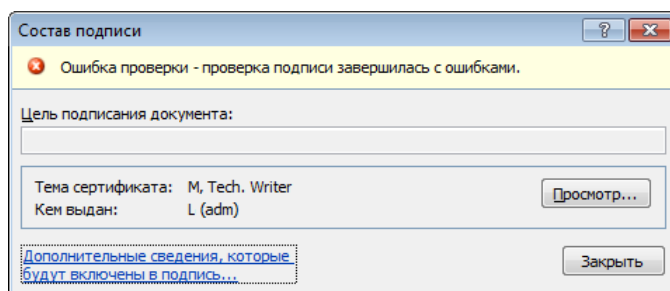 Состав подписи
Ошибка проверки - проверка подписи завершилась с ошибками.
Цель подписания документа:
Тема сертификата: M, Tech. Writer
Просмотр...
Кем выдан: L (adm)
Дополнительные сведения, которые
будут включены в подпись...
Закрыть